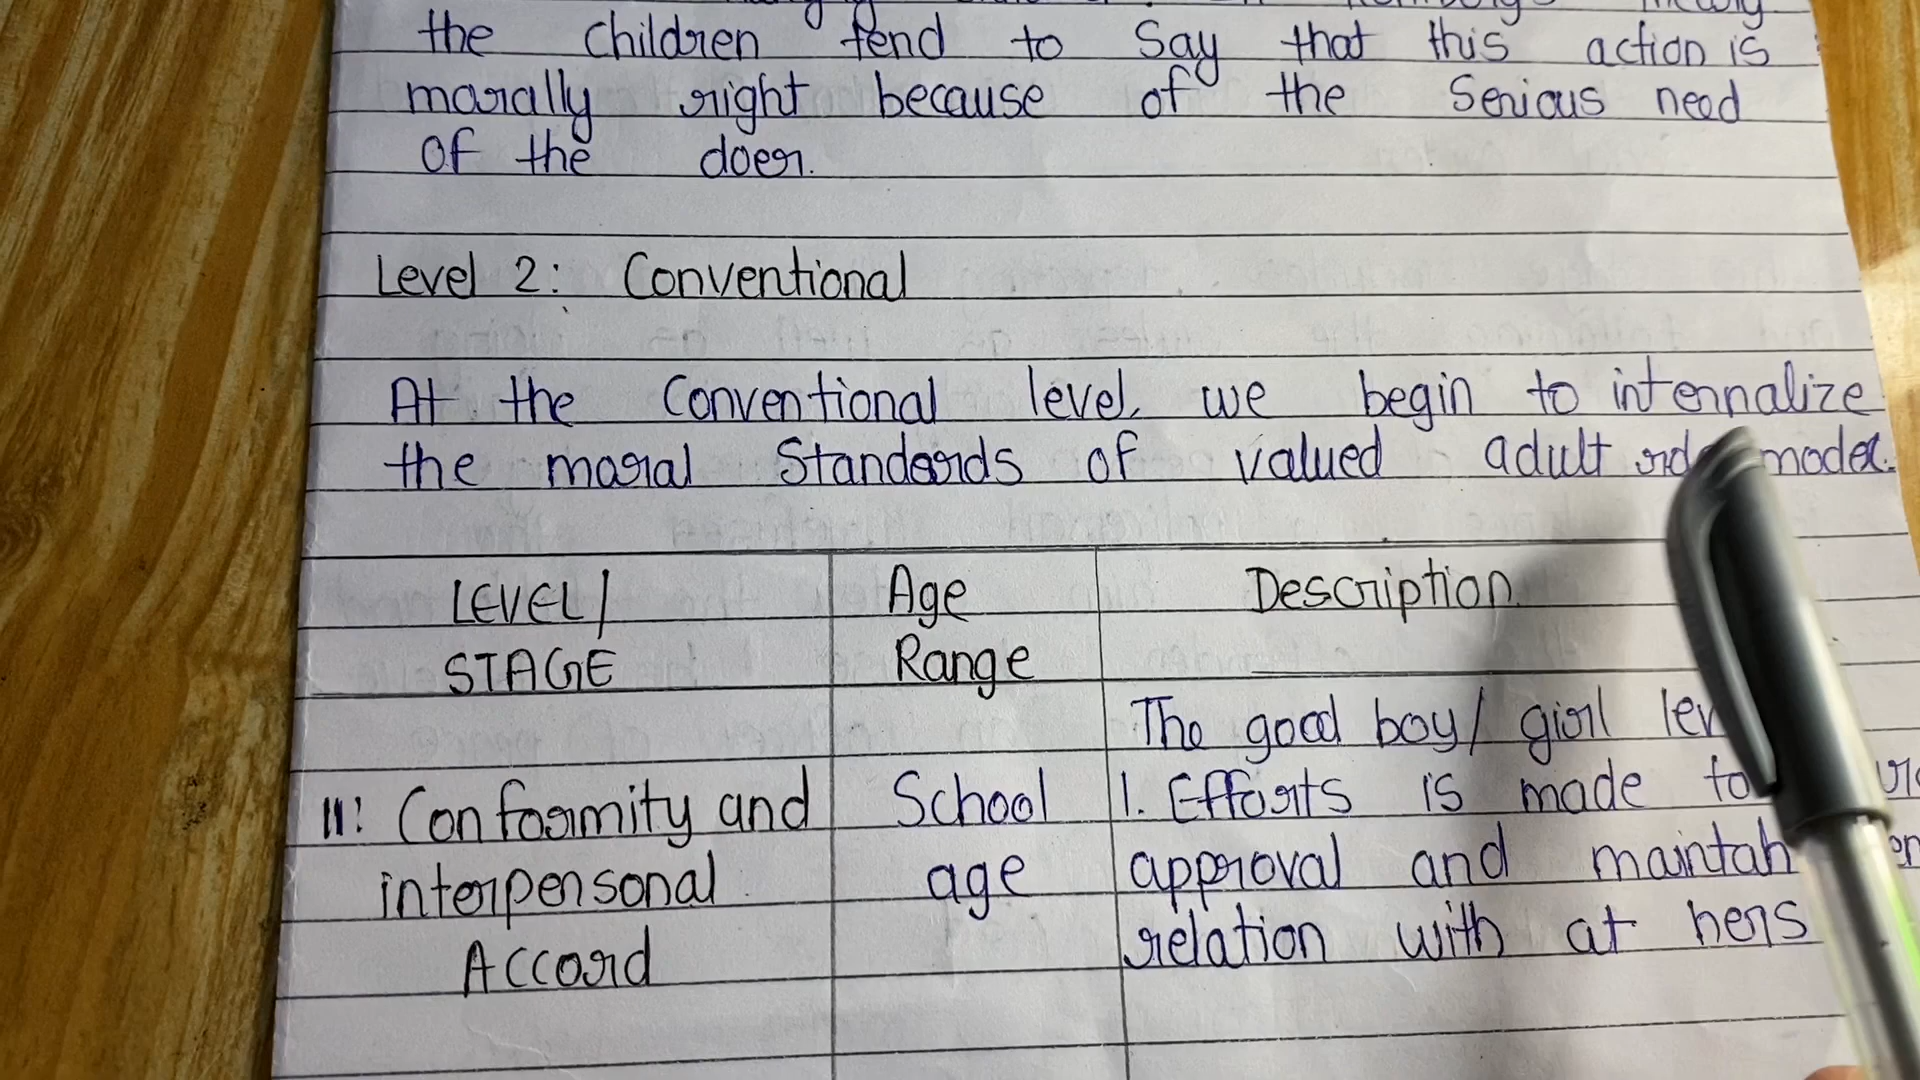 the children tend to Say that this action is
morally right because of the Serious need
of the doer.
Level 2: Conventional
At the Conventional level, we begin to internalize
the moral Standards of valued adult model.
LEVEL/ Age Description
STAGE Range
The good boy/ girl
III: Conformity and School 1. Efforts is made to
interpersonal age approval and maintah
Accord relation with at hers